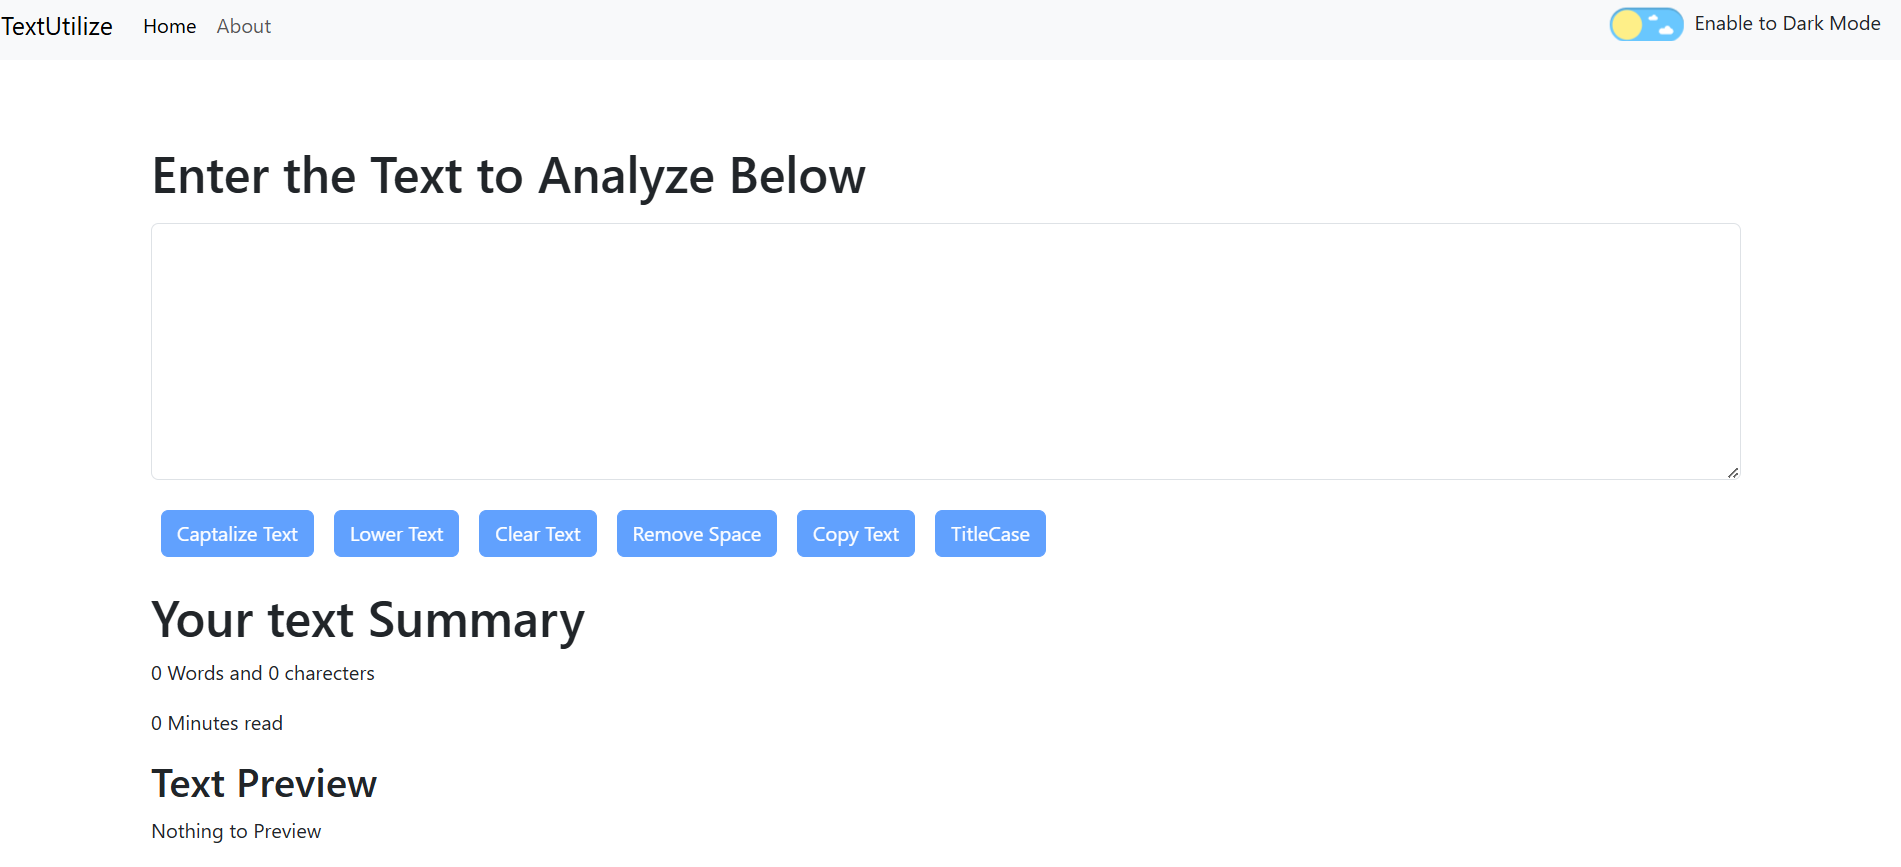 TextUtilize Home About Enable to Dark Mode
Enter the Text to Analyze Below
Captalize Text Lower Text Clear Text Remove Space Copy Text TitleCase
Your text Summary
0 Words and 0 charecters
0 Minutes read
Text Preview
Nothing to Preview